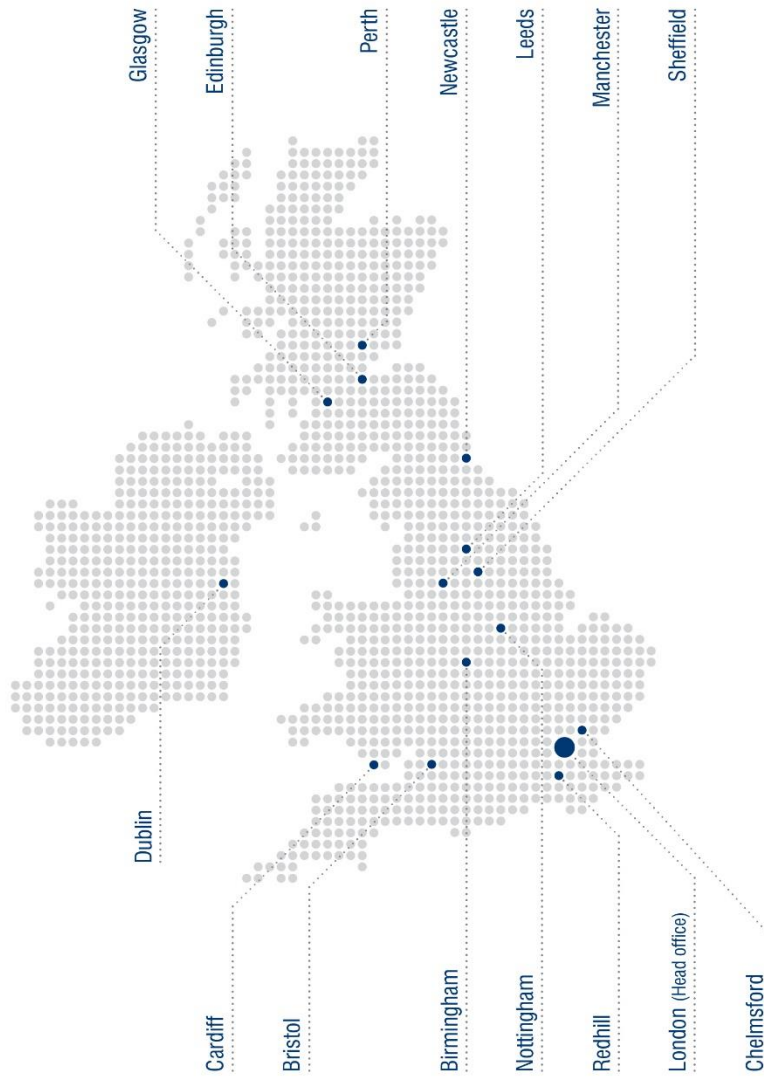 Glasgow
Edinburgh
Perth
Newcastle
Leeds
Manchester
Sheffield
Dublin
Cardiff
Bristol
Birmingham
Nottingham
Redhill
London (Head office)
Chelmsford